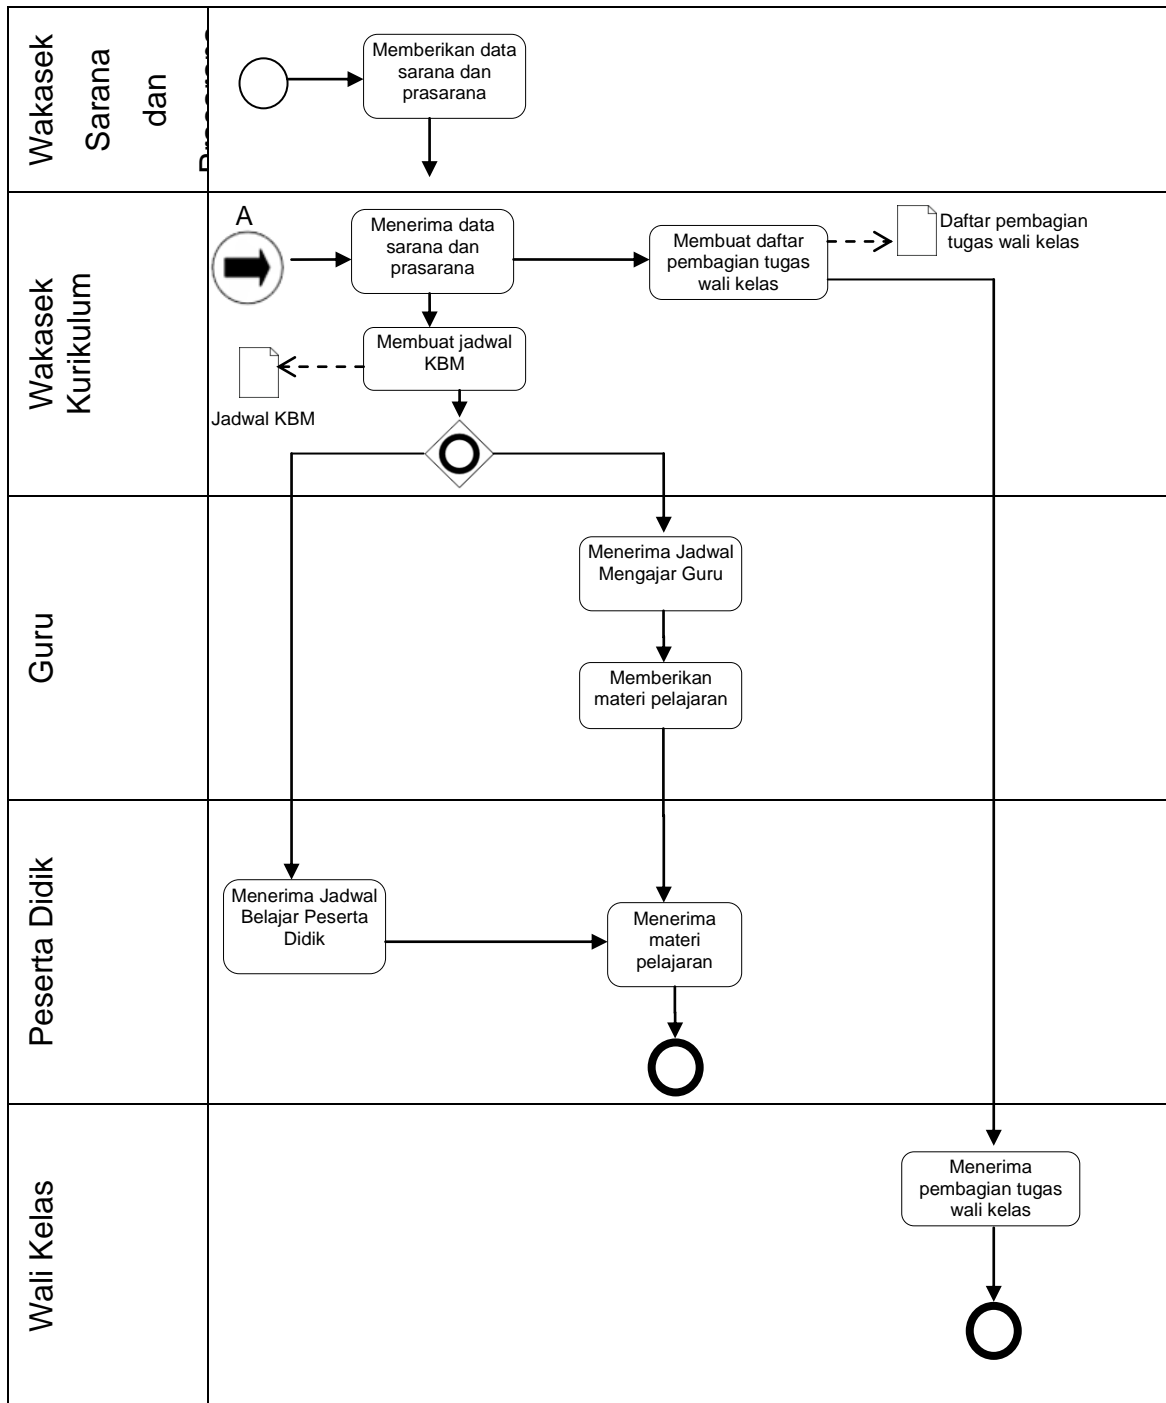 Wakasek
Sarana
dan
Memberikan data
sarana dan
prasarana
Wakasek
Kurikulum
A
Menerima data
sarana dan
prasarana
Membuat daftar
pembagian tugas
wali kelas
Daftar pembagian
tugas wali kelas
Membuat jadwal
KBM
Jadwal KBM
Guru
Menerima Jadwal
Mengajar Guru
Memberikan
materi pelajaran
Peserta Didik
Menerima Jadwal
Belajar Peserta
Didik
Menerima
materi
pelajaran
Wali Kelas
Menerima
pembagian tugas
wali kelas